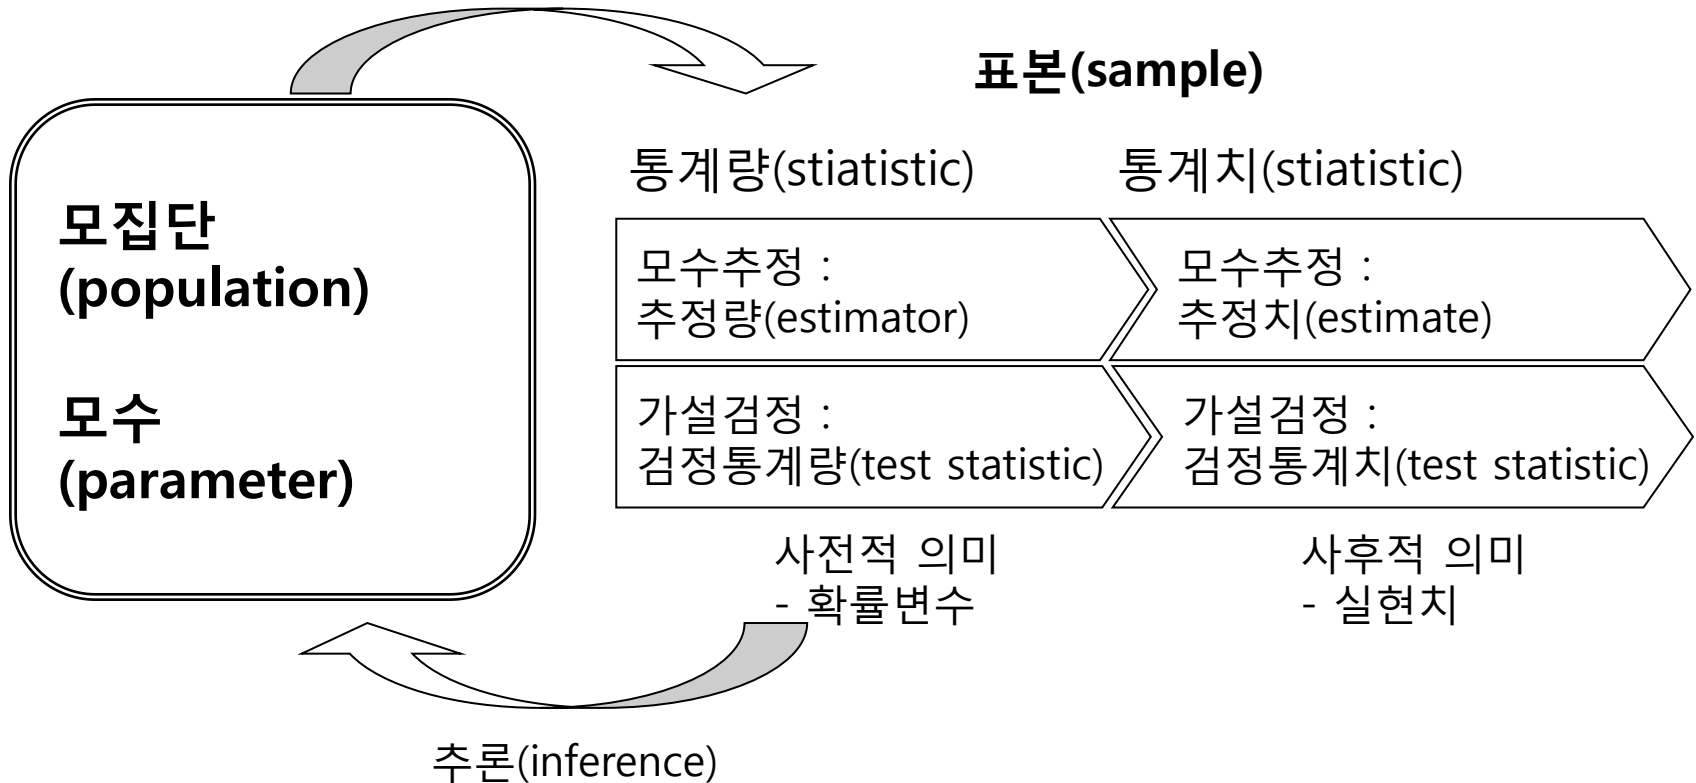 표본(sample)
통계량(stiatistic)
통계치(stiatistic)
모집단
(population)
모수
(parameter)
모수추정 :
추정량(estimator)
모수추정 :
추정치(estimate)
가설검정 :
검정통계량(test statistic)
가설검정 :
검정통계치(test statistic)
사전적 의미
- 확률변수
사후적 의미
- 실현치
추론(inference)